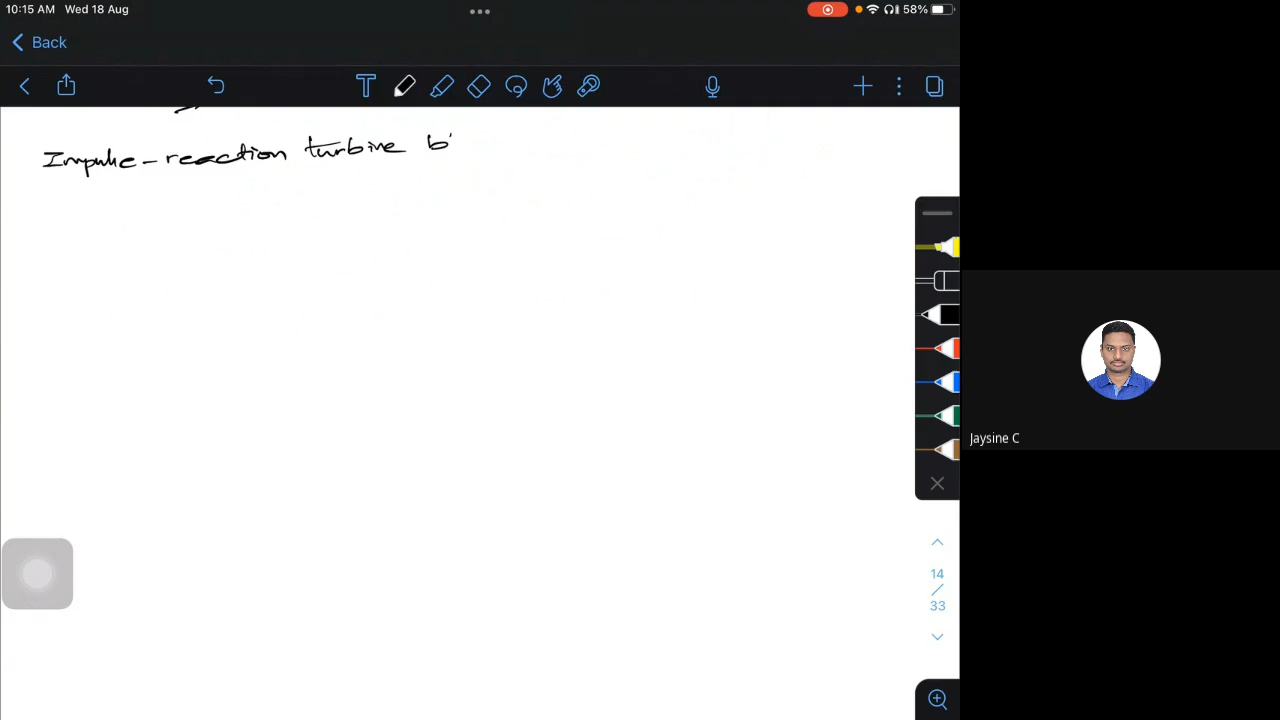 10:15 AM Wed 18 Aug
58%
Back
T
Impulse-reaction turbine
Jaysine C
14
/
33